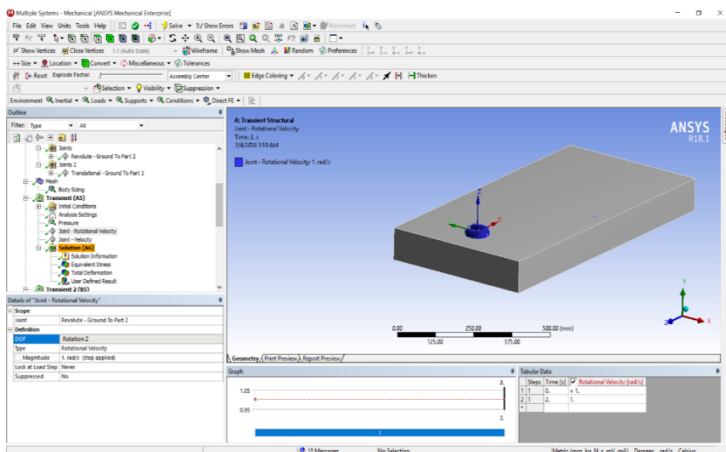 Multiple Systems - Mechanical [ANSYS Mechanical Enterprise]
File Edit View Units Tools Help Solve ?/ Show Errors Worksheet
Show Vertices Close Vertices 1.1 (Auto Scale) Wireframe Show Mesh Random Preferences
Size Location Convert Miscellaneous Tolerances
Reset Explode Factor: Assembly Center Edge Coloring Thicken
Selection Visibility Suppression
Environment Inertial Loads Supports Conditions Direct FE
Outline
Filter: Type All
Joints
Revolute - Ground To Part 2
Joints 2
Translational - Ground To Part 1
Mesh
Body Sizing
Transient (A5)
Initial Conditions
Analysis Settings
Pressure
Joint - Rotational Velocity
Joint - Velocity
Solution (A6)
Solution Information
Equivalent Stress
Total Deformation
User Defined Result
Transient 2 (B5)
Details of "Joint - Rotational Velocity"
Scope
Joint Revolute - Ground To Part 2
Definition
DOF Rotation Z
Type Rotational Velocity
Magnitude 1. rad/s (step applied)
Lock at Load Step Never
Suppressed No
A: Transient Structural
Joint - Rotational Velocity
Time: 2. s
7/4/2018 7:19 AM
Joint - Rotational Velocity: 1. rad/s
ANSYS
R18.1
Z
X
Y
Z
X
0.00 250.00 500.00 (mm)
125.00 375.00
Geometry Print Preview Report Preview
Graph
2.
1.05
0.95
2.
1
Tabular Data
Steps Time [s] Rotational Velocity [rad/s]
1 1 0. = 1.
2 1 2. 1.
*
10 Messages No Selection Metric (mm, kg, N, s, mV, mA) Degrees rad/s Celsius